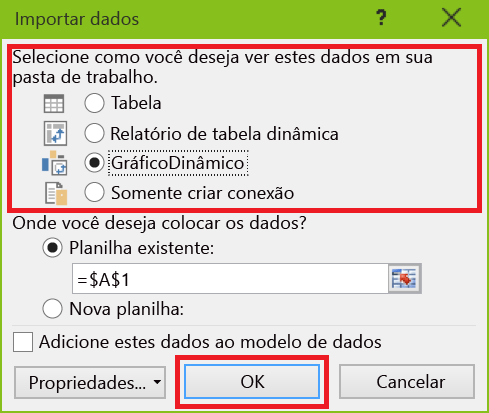 Importar dados
?
Selecione como você deseja ver estes dados em sua
pasta de trabalho.
Tabela
Relatório de tabela dinâmica
GráficoDinâmico
Somente criar conexão
Onde você deseja colocar os dados?
Planilha existente:
=$A$1
Nova planilha:
Adicione estes dados ao modelo de dados
Propriedades... OK Cancelar